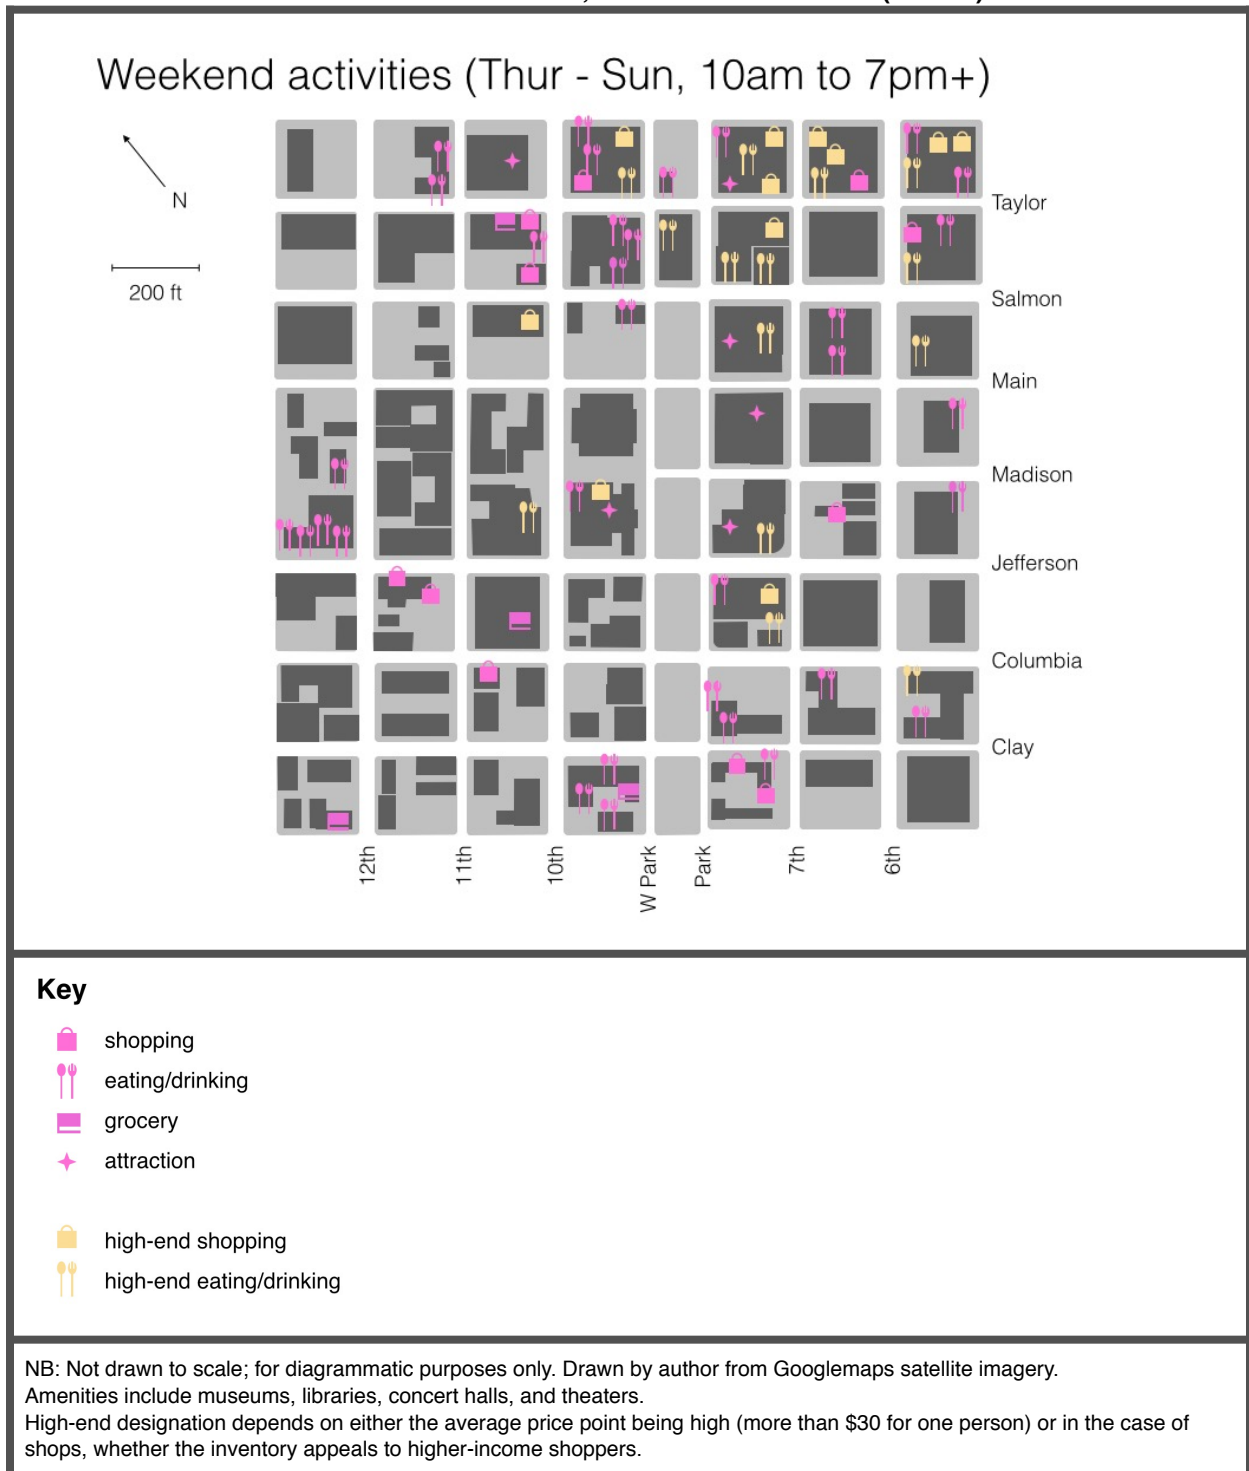 Weekend activities (Thur - Sun, 10am to 7pm+)
N
200 ft
Taylor
Salmon
Main
Madison
Jefferson
Columbia
Clay
12th
11th
10th
W Park
Park
7th
6th
Key
shopping
eating/drinking
grocery
attraction
high-end shopping
high-end eating/drinking
NB: Not drawn to scale; for diagrammatic purposes only. Drawn by author from Googlemaps satellite imagery.
Amenities include museums, libraries, concert halls, and theaters.
High-end designation depends on either the average price point being high (more than $30 for one person) or in the case of
shops, whether the inventory appeals to higher-income shoppers.